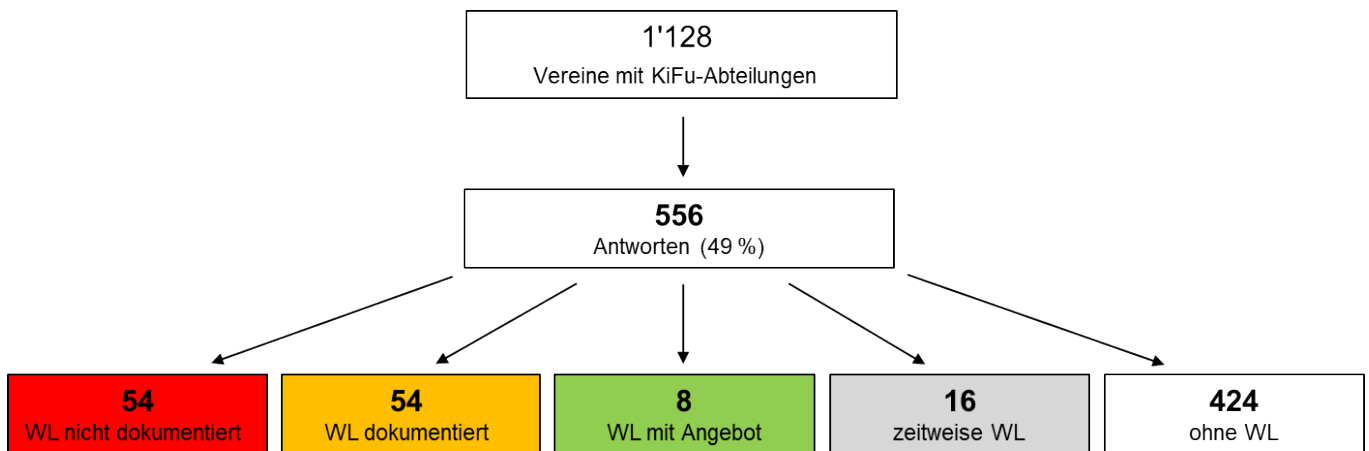 1'128
Vereine mit KiFu-Abteilungen
556
Antworten (49 %)
54
WL nicht dokumentiert
54
WL dokumentiert
8
WL mit Angebot
16
zeitweise WL
424
ohne WL